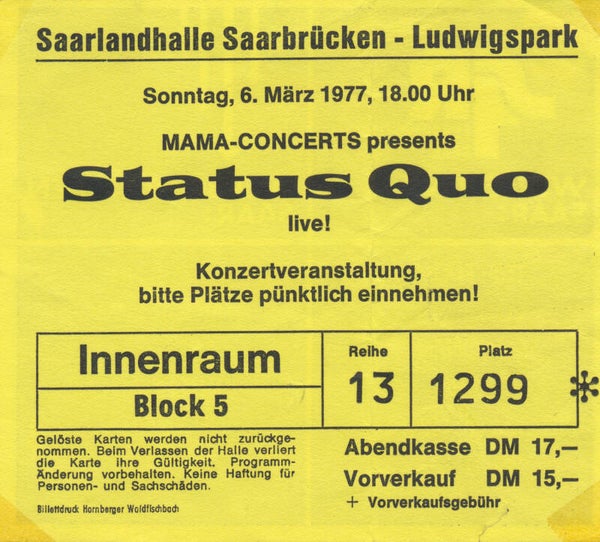 Saarlandhalle Saarbrücken - Ludwigspark
Sonntag, 6. März 1977, 18.00 Uhr
MAMA-CONCERTS presents
Status Quo
live!
Konzertveranstaltung,
bitte Plätze pünktlich einnehmen!
Innenraum
Block 5
Reihe
13
Platz
1299 *
Gelöste Karten werden nicht zurückge-
nommen. Beim Verlassen der Halle verliert
die Karte ihre Gültigkeit. Programm-
Änderung vorbehalten. Keine Haftung für
Personen- und Sachschäden.
Billettdruck Hornberger Waldfischbach
Abendkasse DM 17,—
Vorverkauf DM 15,—
+ Vorverkaufsgebühr